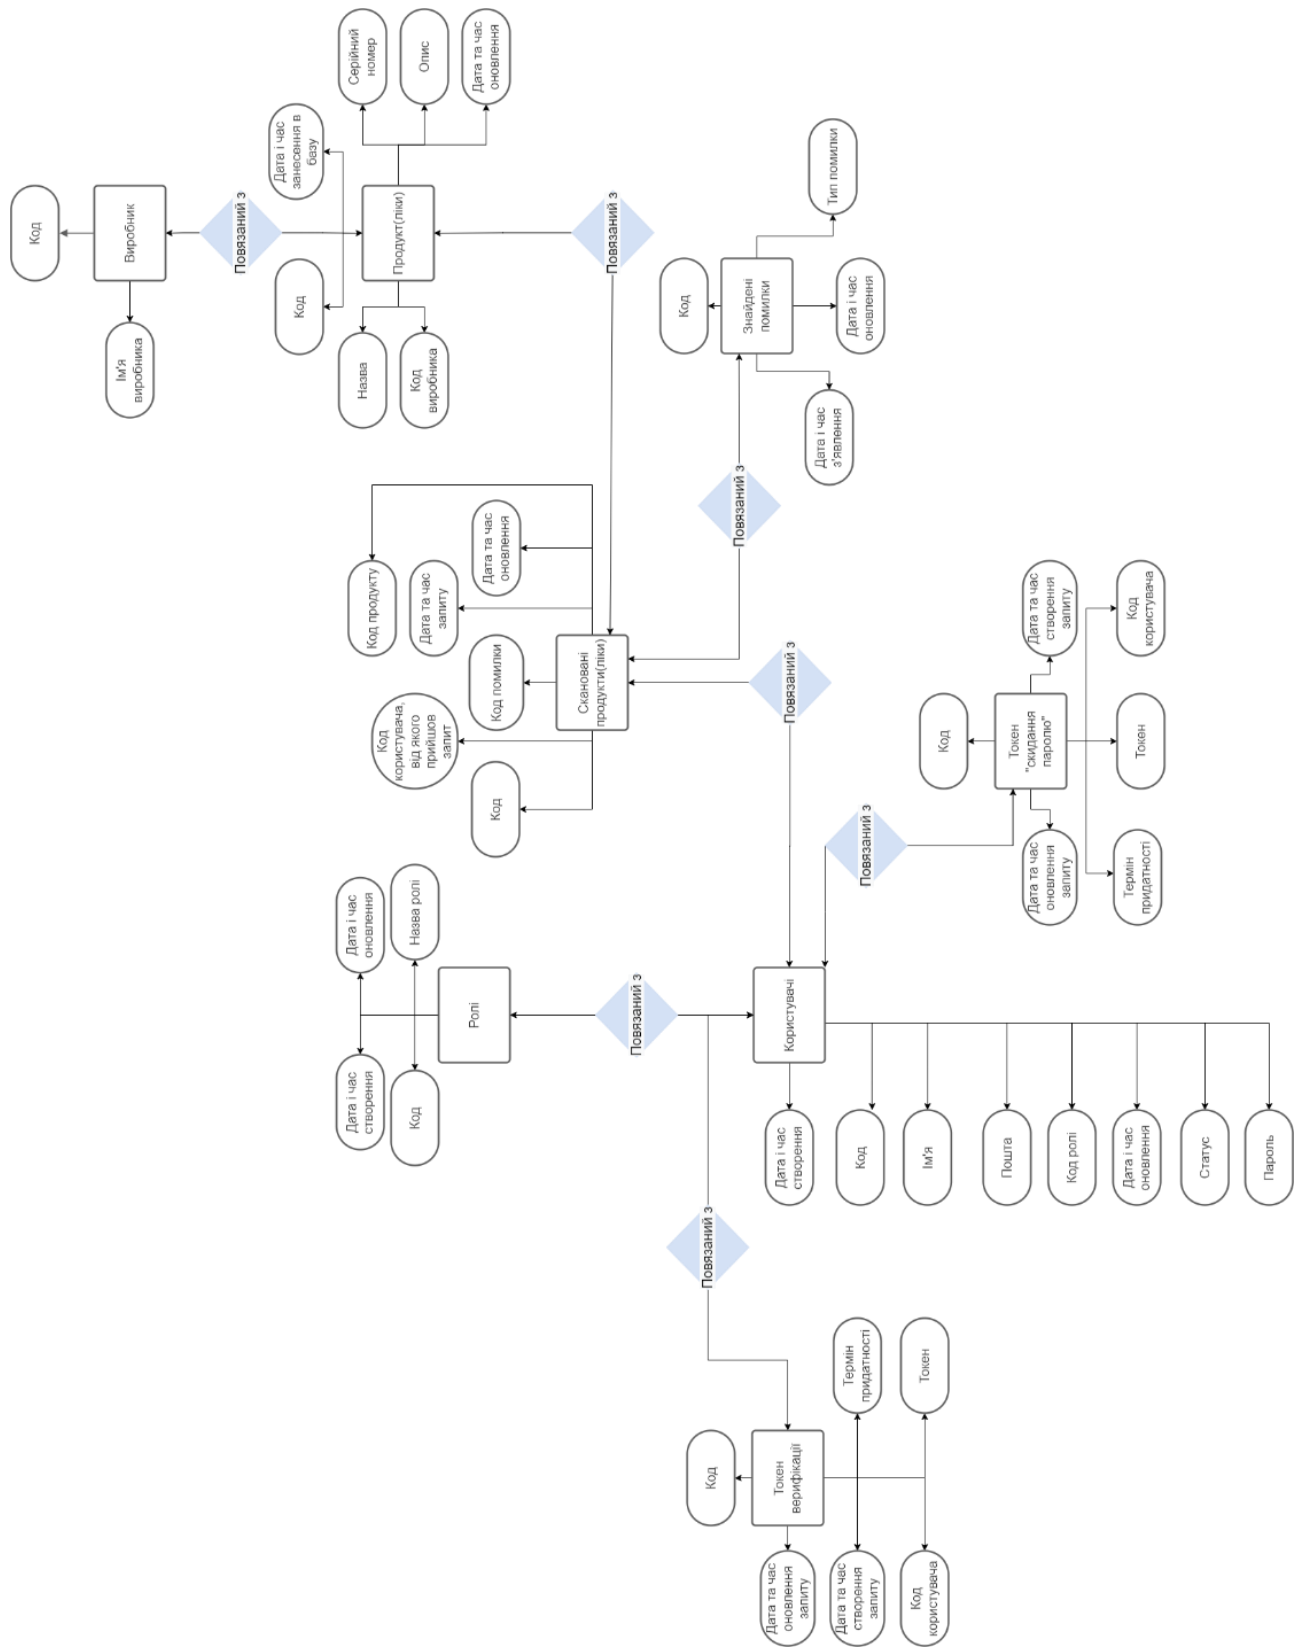 Код
Токен
верифікації
Дата та час
оновлення
запиту
Дата та час
створення
запиту
Термін
придатності
Код
користувача
Токен
Повязаний з
Дата і час
створення
Дата і час
оновлення
Код
Назва ролі
Ролі
Повязаний з
Користувачі
Дата і час
створення
Код
Ім'я
Пошта
Код ролі
Дата і час
оновлення
Статус
Пароль
Повязаний з
Код
Токен
"скидання
паролю"
Дата та час
оновлення
запиту
Дата та час
створення
запиту
Термін
придатності
Токен
Код
користувача
Повязаний з
Код продукту
Код
користувача,
від якого
прийшов
запит
Дата та час
запиту
Код
Код помилки
Дата та час
оновлення
Скановані
продукти(ліки)
Повязаний з
Код
Знайдені
помилки
Дата і час
з'явлення
Дата і час
оновлення
Тип помилки
Повязаний з
Код
Виробник
Ім'я
виробника
Повязаний з
Код
Дата і час
занесення в
базу
Назва
Код
виробника
Продукт(ліки)
Серійний
номер
Опис
Дата та час
оновлення